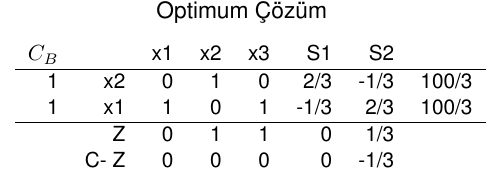 Optimum Çözüm
C_B x1 x2 x3 S1 S2
1 x2 0 1 0 2/3 -1/3 100/3
1 x1 1 0 1 -1/3 2/3 100/3
Z 0 1 1 0 1/3
C- Z 0 0 0 0 -1/3